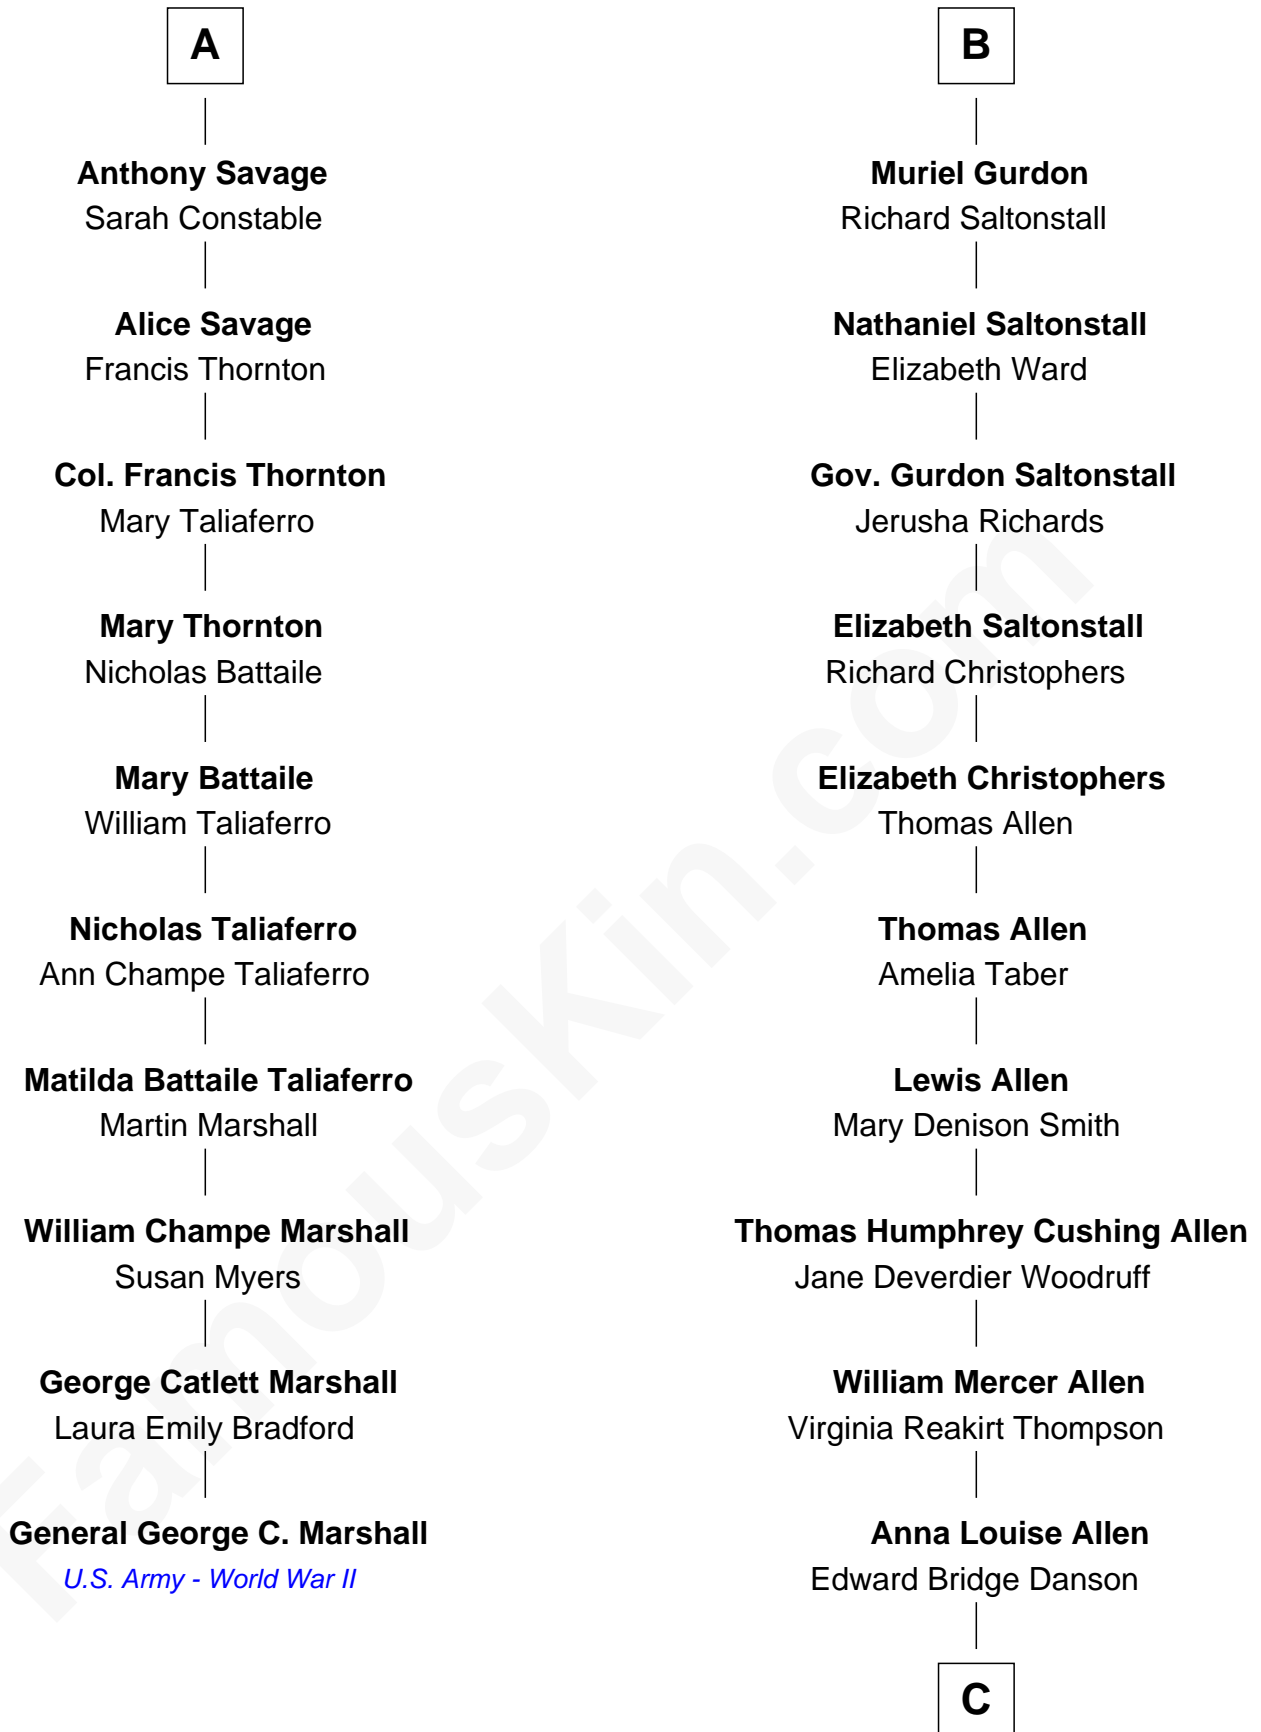 A
Anthony Savage
Sarah Constable
Alice Savage
Francis Thornton
Col. Francis Thornton
Mary Taliaferro
Mary Thornton
Nicholas Battaile
Mary Battaile
William Taliaferro
Nicholas Taliaferro
Ann Champe Taliaferro
Matilda Battaile Taliaferro
Martin Marshall
William Champe Marshall
Susan Myers
George Catlett Marshall
Laura Emily Bradford
General George C. Marshall
U.S. Army - World War II
B
Muriel Gurdon
Richard Saltonstall
Nathaniel Saltonstall
Elizabeth Ward
Gov. Gurdon Saltonstall
Jerusha Richards
Elizabeth Saltonstall
Richard Christophers
Elizabeth Christophers
Thomas Allen
Thomas Allen
Amelia Taber
Lewis Allen
Mary Denison Smith
Thomas Humphrey Cushing Allen
Jane Deverdier Woodruff
William Mercer Allen
Virginia Reakirt Thompson
Anna Louise Allen
Edward Bridge Danson
C
FamousKin.com